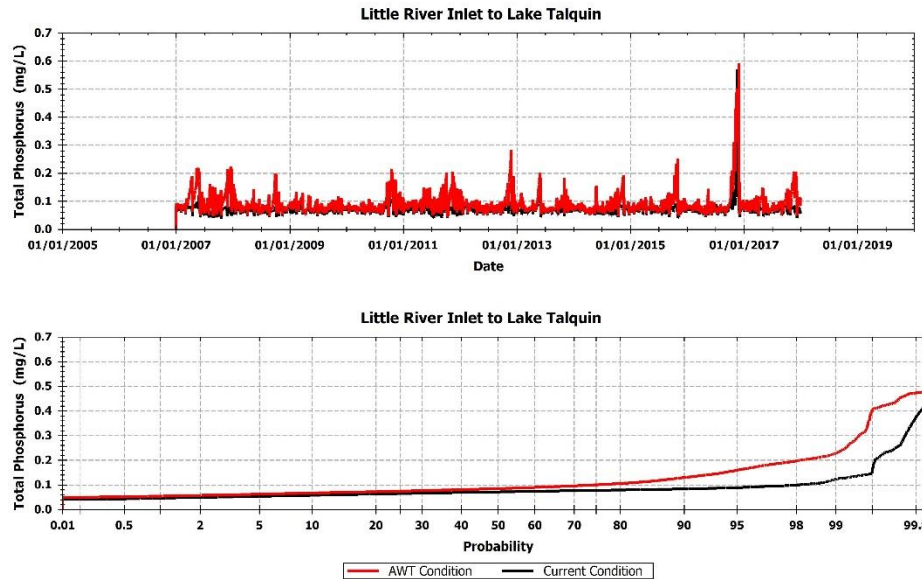 Little River Inlet to Lake Talquin
0.7
0.6
0.5
0.4
0.3
0.2
0.1
0.0
Total Phosphorus (mg/L)
01/01/2005 01/01/2007 01/01/2009 01/01/2011 01/01/2013 01/01/2015 01/01/2017 01/01/2019
Date
Little River Inlet to Lake Talquin
0.7
0.6
0.5
0.4
0.3
0.2
0.1
0.0
Total Phosphorus (mg/L)
0.01 0.5 2 5 10 20 30 40 50 60 70 80 90 95 98 99
Probability
AWT Condition Current Condition